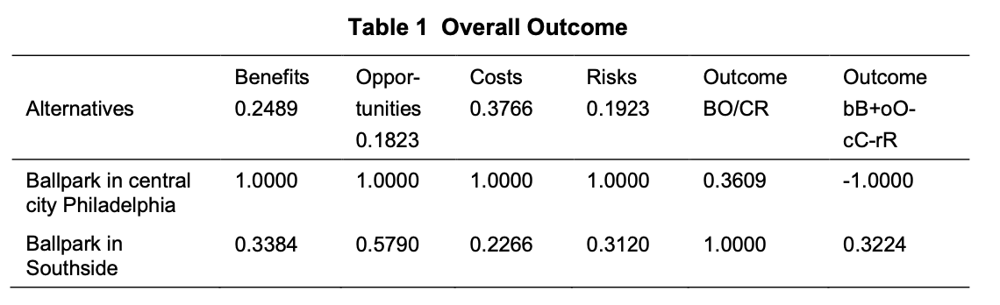 Table 1 Overall Outcome
Benefits Oppor- Costs Risks Outcome Outcome
Alternatives 0.2489 tunities 0.3766 0.1923 BO/CR bB+oO-
0.1823 cC-rR
Ballpark in central 1.0000 1.0000 1.0000 1.0000 0.3609 -1.0000
city Philadelphia
Ballpark in 0.3384 0.5790 0.2266 0.3120 1.0000 0.3224
Southside